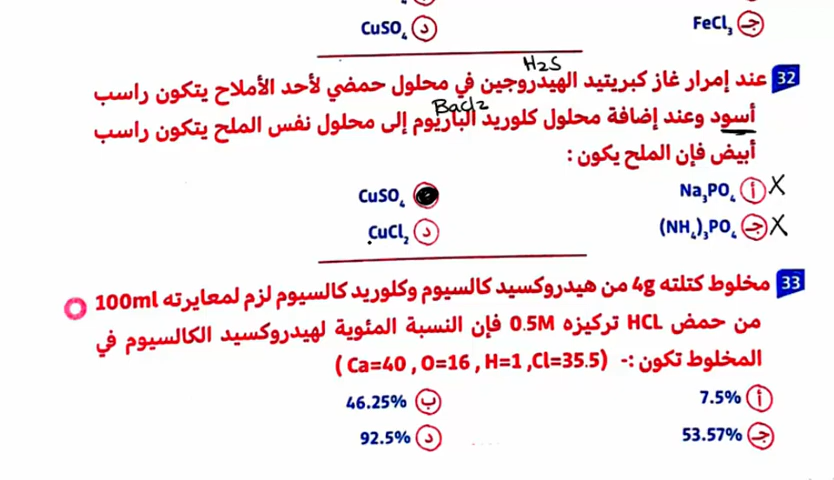 جـ FeCl₃ د CuSO₄
H₂S
32 عند إمرار غاز كبريتيد الهيدروجين في محلول حمضي لأحد الأملاح يتكون راسب
BaCl₂
أسود وعند إضافة محلول كلوريد الباريوم إلى محلول نفس الملح يتكون راسب
أبيض فإن الملح يكون :
X أ Na₃PO₄ CuSO₄
X جـ (NH₄)₃PO₄ د CuCl₂
33 مخلوط كتلته 4g من هيدروكسيد كالسيوم وكلوريد كالسيوم لزم لمعايرته 100ml
من حمض HCL تركيزه 0.5M فإن النسبة المئوية لهيدروكسيد الكالسيوم في
المخلوط تكون :- (Ca=40 , O=16 , H=1 ,Cl=35.5 )
أ 7.5% ب 46.25%
جـ 53.57% د 92.5%